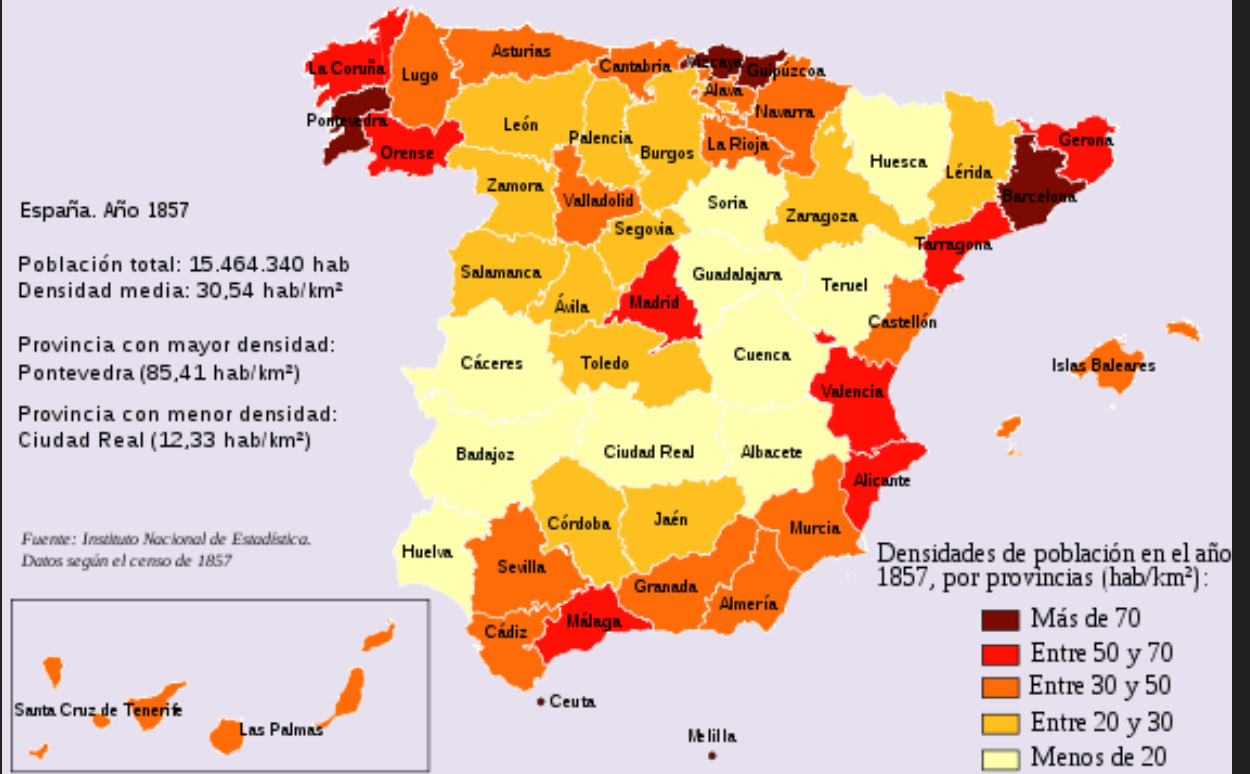 La Coruña
Lugo
Asturias
Cantabria
Vizcaya
Guipúzcoa
Álava
Navarra
Pontevedra
Orense
León
Palencia
Burgos
La Rioja
Huesca
Lérida
Gerona
Barcelona
Zamora
Valladolid
Soria
Zaragoza
Segovia
Tarragona
España. Año 1857
Población total: 15.464.340 hab
Densidad media: 30,54 hab/km²
Provincia con mayor densidad:
Pontevedra (85,41 hab/km²)
Provincia con menor densidad:
Ciudad Real (12,33 hab/km²)
Salamanca
Ávila
Madrid
Guadalajara
Teruel
Castellón
Cáceres
Toledo
Cuenca
Valencia
Islas Baleares
Badajoz
Ciudad Real
Albacete
Alicante
Huelva
Córdoba
Jaén
Murcia
Sevilla
Granada
Almería
Cádiz
Málaga
Ceuta
Melilla
Fuente: Instituto Nacional de Estadística.
Datos según el censo de 1857
Santa Cruz de Tenerife
Las Palmas
Densidades de población en el año
1857, por provincias (hab/km²):
Más de 70
Entre 50 y 70
Entre 30 y 50
Entre 20 y 30
Menos de 20